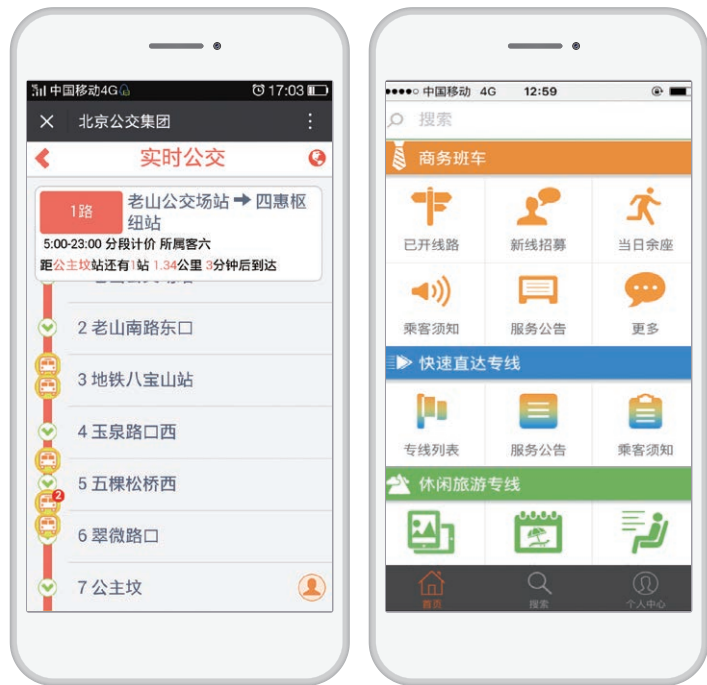 中国移动4G
17:03
北京公交集团
实时公交
1路
老山公交场站 ➔ 四惠枢
纽站
5:00-23:00 分段计价 所属客六
距公主坟站还有1站 1.34公里 3分钟后到达
2 老山南路东口
3 地铁八宝山站
4 玉泉路口西
5 五棵松桥西
2
6 翠微路口
7 公主坟
中国移动 4G 12:59
搜索
商务班车
已开线路 新线招募 当日余座
乘客须知 服务公告 更多
快速直达专线
专线列表 服务公告 乘客须知
休闲旅游专线
首页 搜索 个人中心